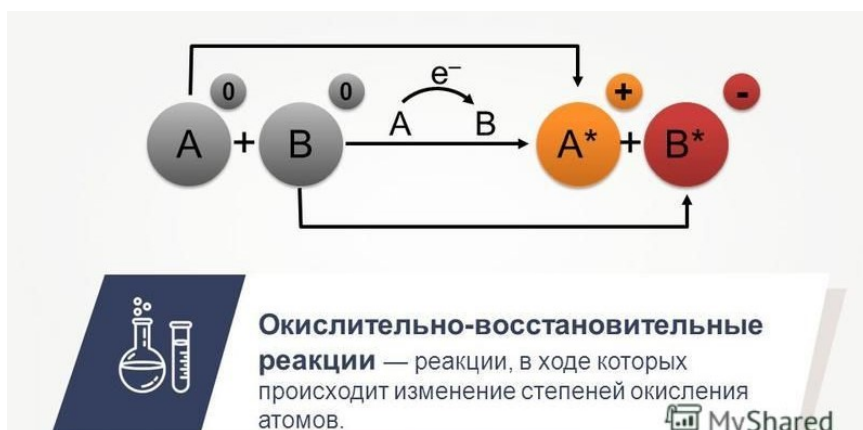 e–
0 0 + -
A + B A B A* + B*
Окислительно-восстановительные
реакции — реакции, в ходе которых
происходит изменение степеней окисления
атомов.
MyShared